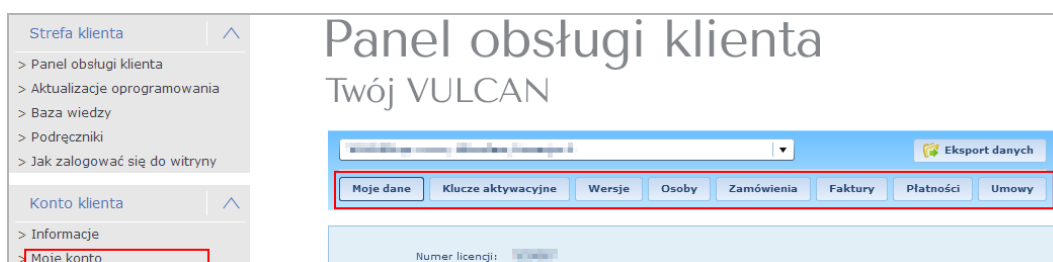 Strefa klienta
> Panel obsługi klienta
> Aktualizacje oprogramowania
> Baza wiedzy
> Podręczniki
> Jak zalogować się do witryny
Konto klienta
> Informacje
> Moje konto
Panel obsługi klienta
Twój VULCAN
Eksport danych
Moje dane Klucze aktywacyjne Wersje Osoby Zamówienia Faktury Płatności Umowy
Numer licencji: